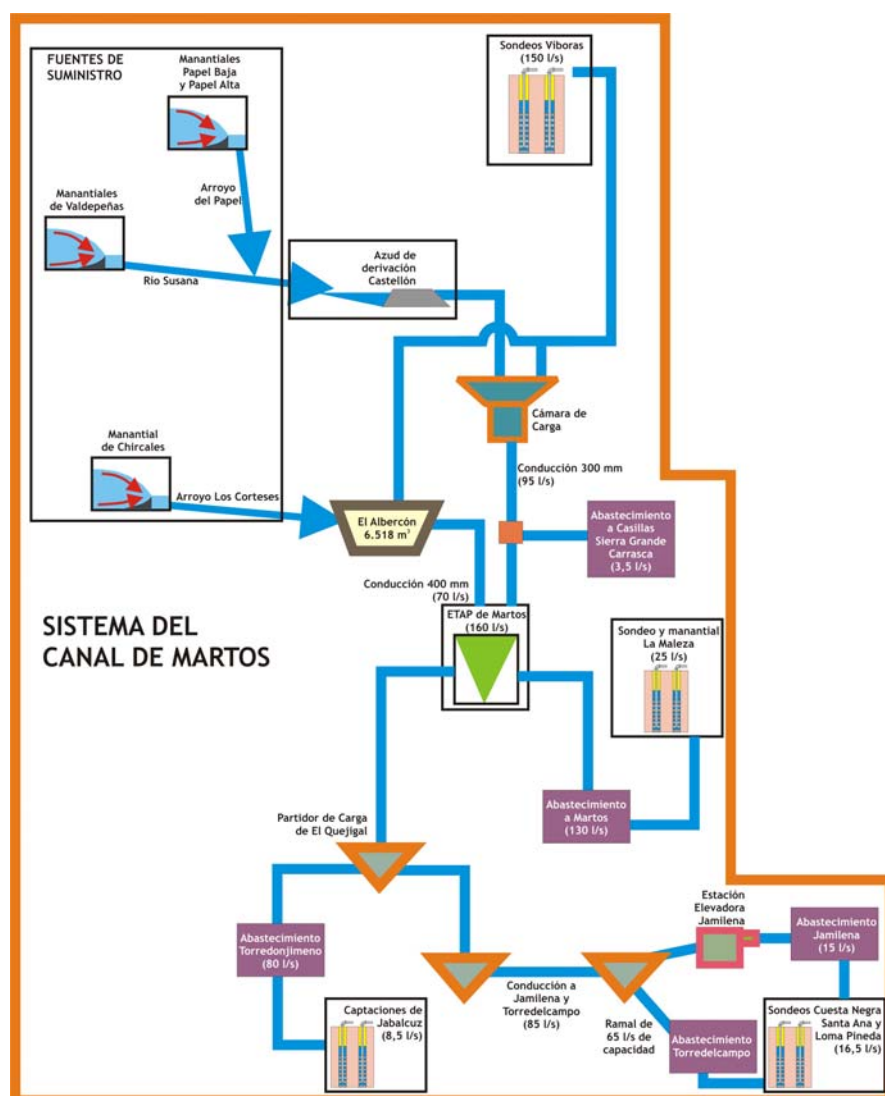 FUENTES DE
SUMINISTRO
Manantiales
Papel Baja
y Papel Alta
Sondeos Víboras
(150 l/s)
Arroyo
del Papel
Manantiales
de Valdepeñas
Río Susana
Azud de
derivación
Castellón
Cámara de
Carga
Manantial
de Chircales
Arroyo Los Corteses
Conducción 300 mm
(95 l/s)
El Albercón
6.518 m³
Abastecimiento
a Casillas
Sierra Grande
Carrasca
(3,5 l/s)
Conducción 400 mm
(70 l/s)
ETAP de Martos
(160 l/s)
SISTEMA DEL
CANAL DE MARTOS
Sondeo y manantial
La Maleza
(25 l/s)
Abastecimiento
a Martos
(130 l/s)
Partidor de Carga
de El Quejigal
Estación
Elevadora
Jamilena
Abastecimiento
Jamilena
(15 l/s)
Abastecimiento
Torredonjimeno
(80 l/s)
Conducción a
Jamilena y
Torredelcampo
(85 l/s)
Captaciones de
Jabalcuz
(8,5 l/s)
Ramal de
65 l/s de
capacidad
Abastecimiento
Torredelcampo
Sondeos Cuesta Negra
Santa Ana y
Loma Pineda
(16,5 l/s)